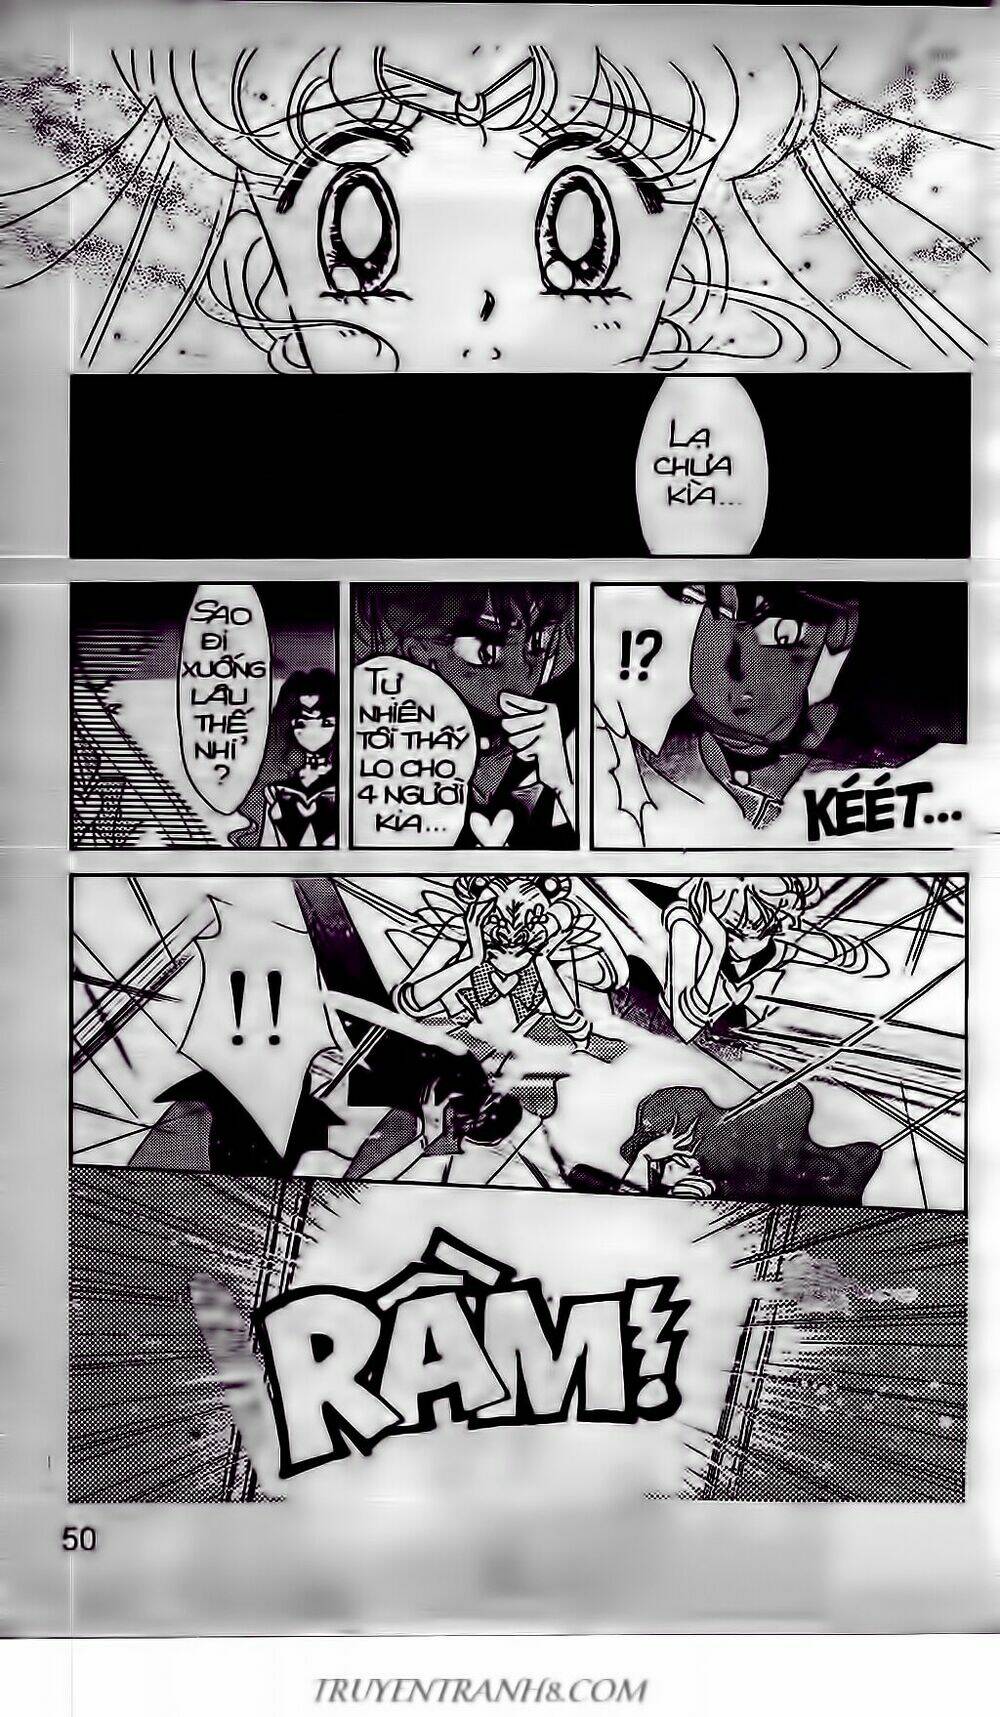 LẠ
CHƯA
KÌA...
SAO
ĐI
XUỐNG
LÂU
THẾ
NHỈ
?
TỰ
NHIÊN
TÔI THẤY
LO CHO
4 NGƯỜI
KIA...
!?
KÉÉT...
!!
RẦM!
50
TRUYENTRANH8.COM